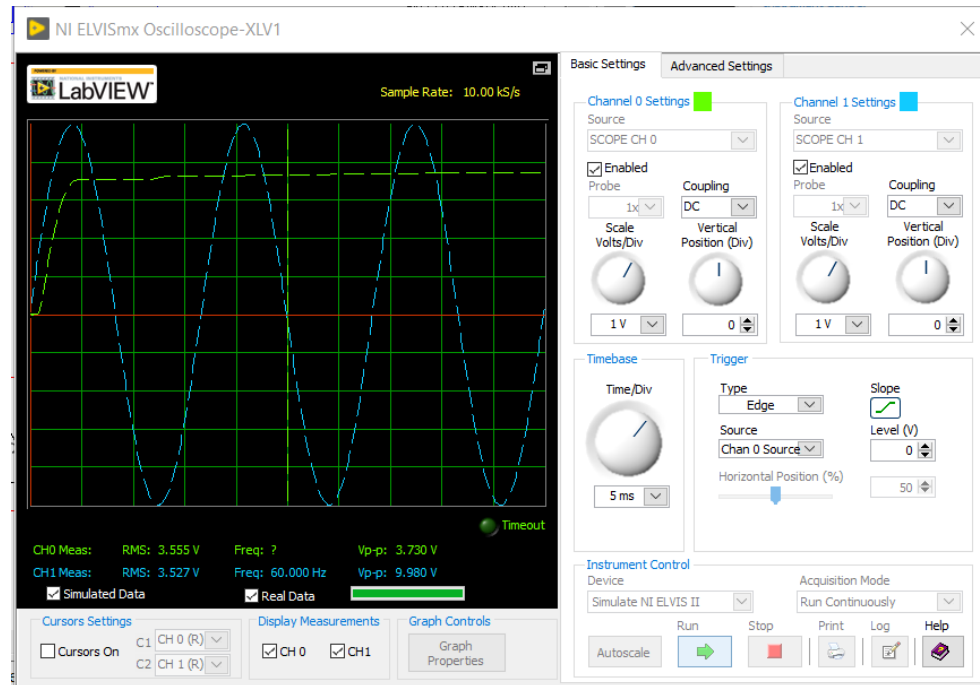 NI ELVISmx Oscilloscope-XLV1
POWERED BY
NATIONAL INSTRUMENTS
LabVIEW
Sample Rate: 10.00 kS/s
Timeout
CH0 Meas: RMS: 3.555 V Freq: ? Vp-p: 3.730 V
CH1 Meas: RMS: 3.527 V Freq: 60.000 Hz Vp-p: 9.980 V
Simulated Data Real Data
Cursors Settings
Cursors On
C1 CH 0 (R)
C2 CH 1 (R)
Display Measurements
CH 0 CH1
Graph Controls
Graph
Properties
Basic Settings Advanced Settings
Channel 0 Settings
Source
SCOPE CH 0
Enabled
Probe Coupling
1x DC
Scale Vertical
Volts/Div Position (Div)
1 V 0
Channel 1 Settings
Source
SCOPE CH 1
Enabled
Probe Coupling
1x DC
Scale Vertical
Volts/Div Position (Div)
1 V 0
Timebase
Time/Div
5 ms
Trigger
Type Slope
Edge
Source Level (V)
Chan 0 Source 0
Horizontal Position (%)
50
Instrument Control
Device Acquisition Mode
Simulate NI ELVIS II Run Continuously
Run Stop Print Log Help
Autoscale